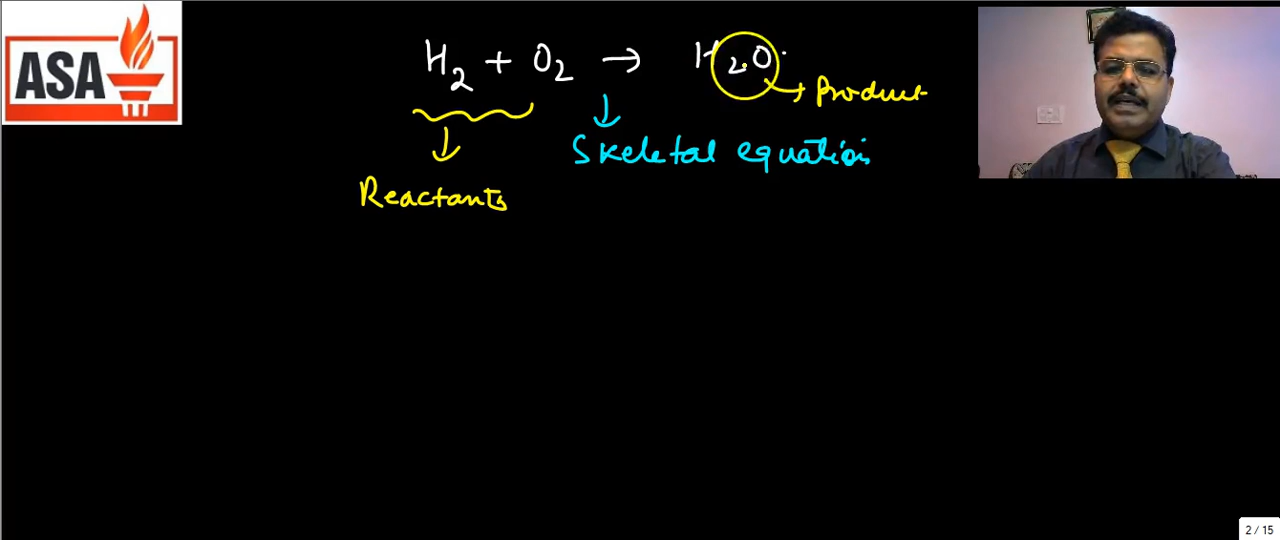 ASA
H₂ + O₂ → H₂O.
→ Product
Skeletal equation
Reactants
2 / 15